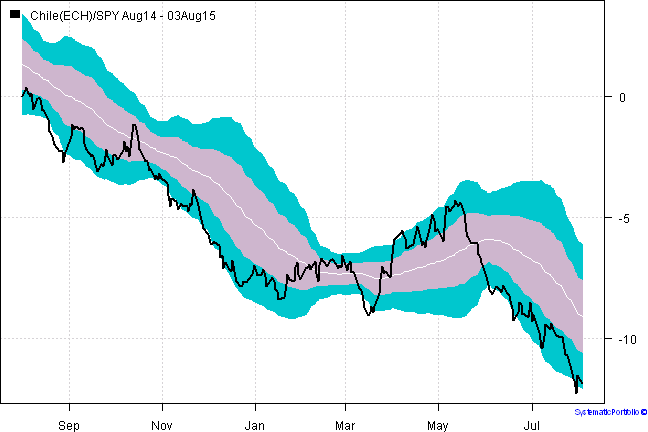 Chile(ECH)/SPY Aug14 - 03Aug15
0
-5
-10
Sep Nov Jan Mar May Jul
SystematicPortfolio ©